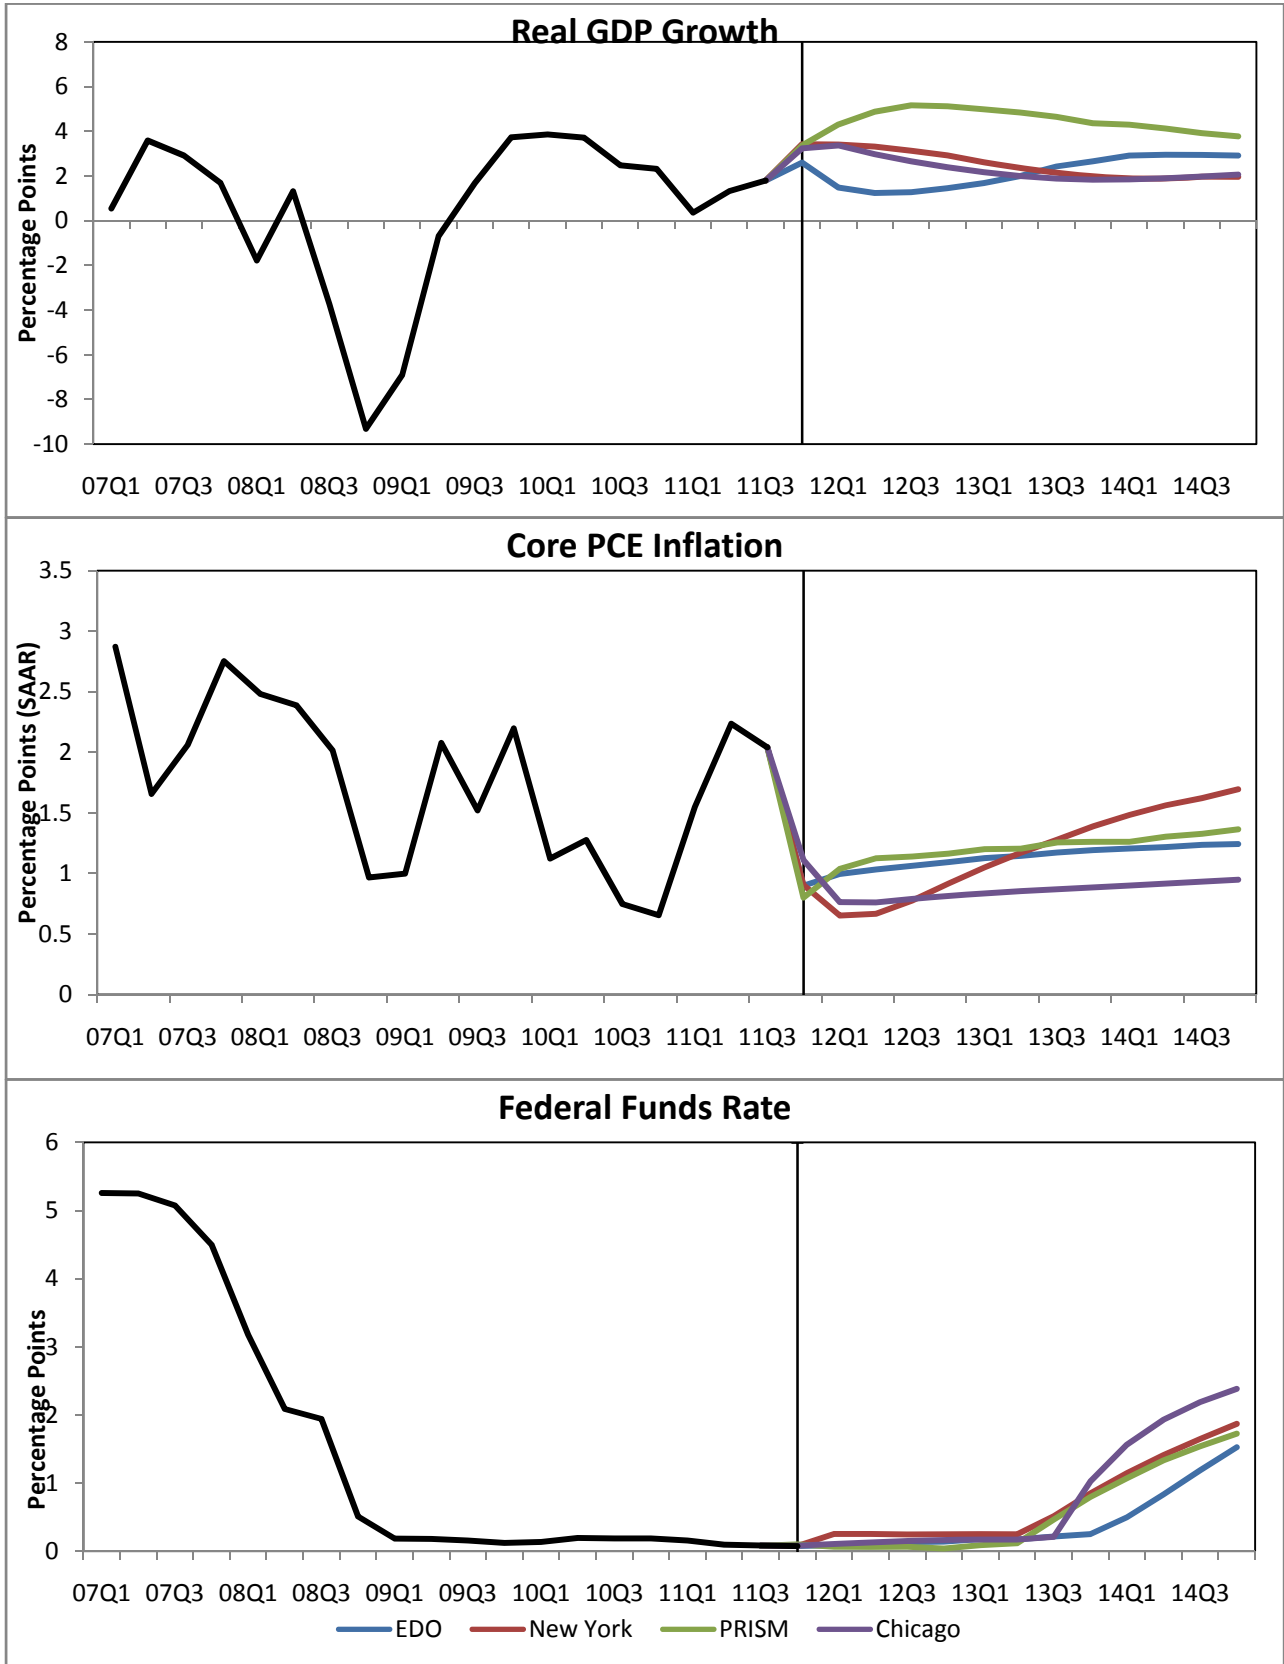 Real GDP Growth
Percentage Points
8
6
4
2
0
-2
-4
-6
-8
-10
07Q1 07Q3 08Q1 08Q3 09Q1 09Q3 10Q1 10Q3 11Q1 11Q3 12Q1 12Q3 13Q1 13Q3 14Q1 14Q3
Core PCE Inflation
Percentage Points (SAAR)
3.5
3
2.5
2
1.5
1
0.5
0
07Q1 07Q3 08Q1 08Q3 09Q1 09Q3 10Q1 10Q3 11Q1 11Q3 12Q1 12Q3 13Q1 13Q3 14Q1 14Q3
Federal Funds Rate
Percentage Points
6
5
4
3
2
1
0
07Q1 07Q3 08Q1 08Q3 09Q1 09Q3 10Q1 10Q3 11Q1 11Q3 12Q1 12Q3 13Q1 13Q3 14Q1 14Q3
EDO New York PRISM Chicago